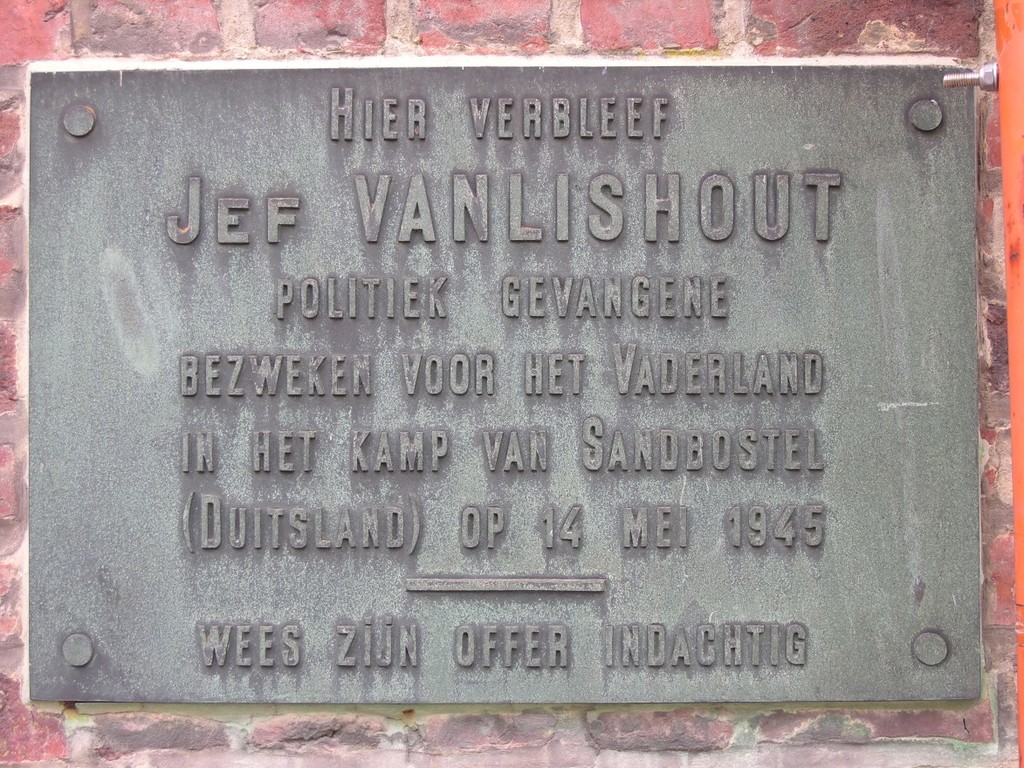 Hier verbleef
Jef VANLISHOUT
politiek gevangene
bezweken voor het Vaderland
in het kamp van Sandbostel
(Duitsland) op 14 mei 1945
wees zijn offer indachtig